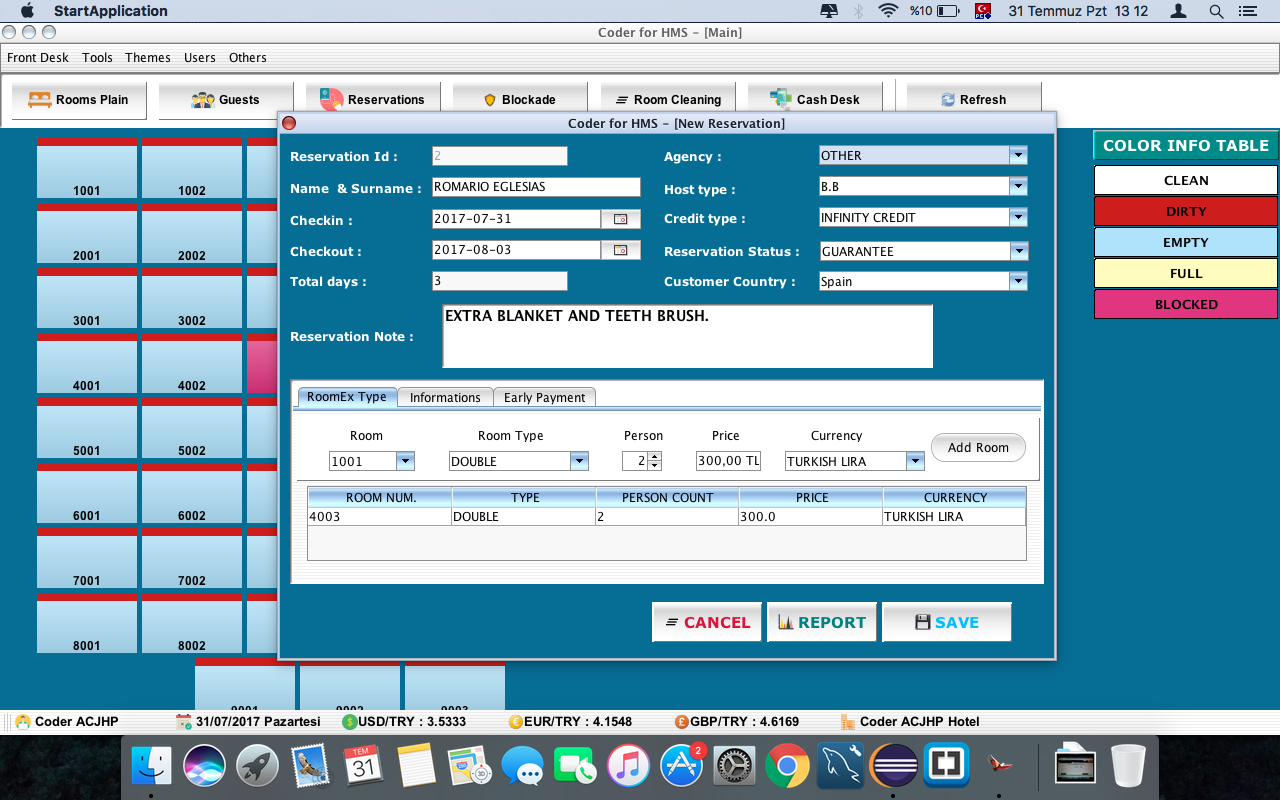 StartApplication %10 31 Temmuz Pzt 13 12
Coder for HMS - [Main]
Front Desk Tools Themes Users Others
Rooms Plain Guests Reservations Blockade Room Cleaning Cash Desk Refresh
Coder for HMS - [New Reservation]
Reservation Id : 2 Agency : OTHER
Name & Surname : ROMARIO EGLESIAS Host type : B.B
Checkin : 2017-07-31 Credit type : INFINITY CREDIT
Checkout : 2017-08-03 Reservation Status : GUARANTEE
Total days : 3 Customer Country : Spain
Reservation Note : EXTRA BLANKET AND TEETH BRUSH.
RoomEx Type Informations Early Payment
Room Room Type Person Price Currency
1001 DOUBLE 2 300,00 TL TURKISH LIRA Add Room
ROOM NUM. TYPE PERSON COUNT PRICE CURRENCY
4003 DOUBLE 2 300.0 TURKISH LIRA
CANCEL REPORT SAVE
COLOR INFO TABLE
CLEAN
DIRTY
EMPTY
FULL
BLOCKED
1001 1002
2001 2002
3001 3002
4001 4002
5001 5002
6001 6002
7001 7002
8001 8002
9001 9002 9003
Coder ACJHP 31/07/2017 Pazartesi USD/TRY : 3.5333 EUR/TRY : 4.1548 GBP/TRY : 4.6169 Coder ACJHP Hotel
TEM
31
2